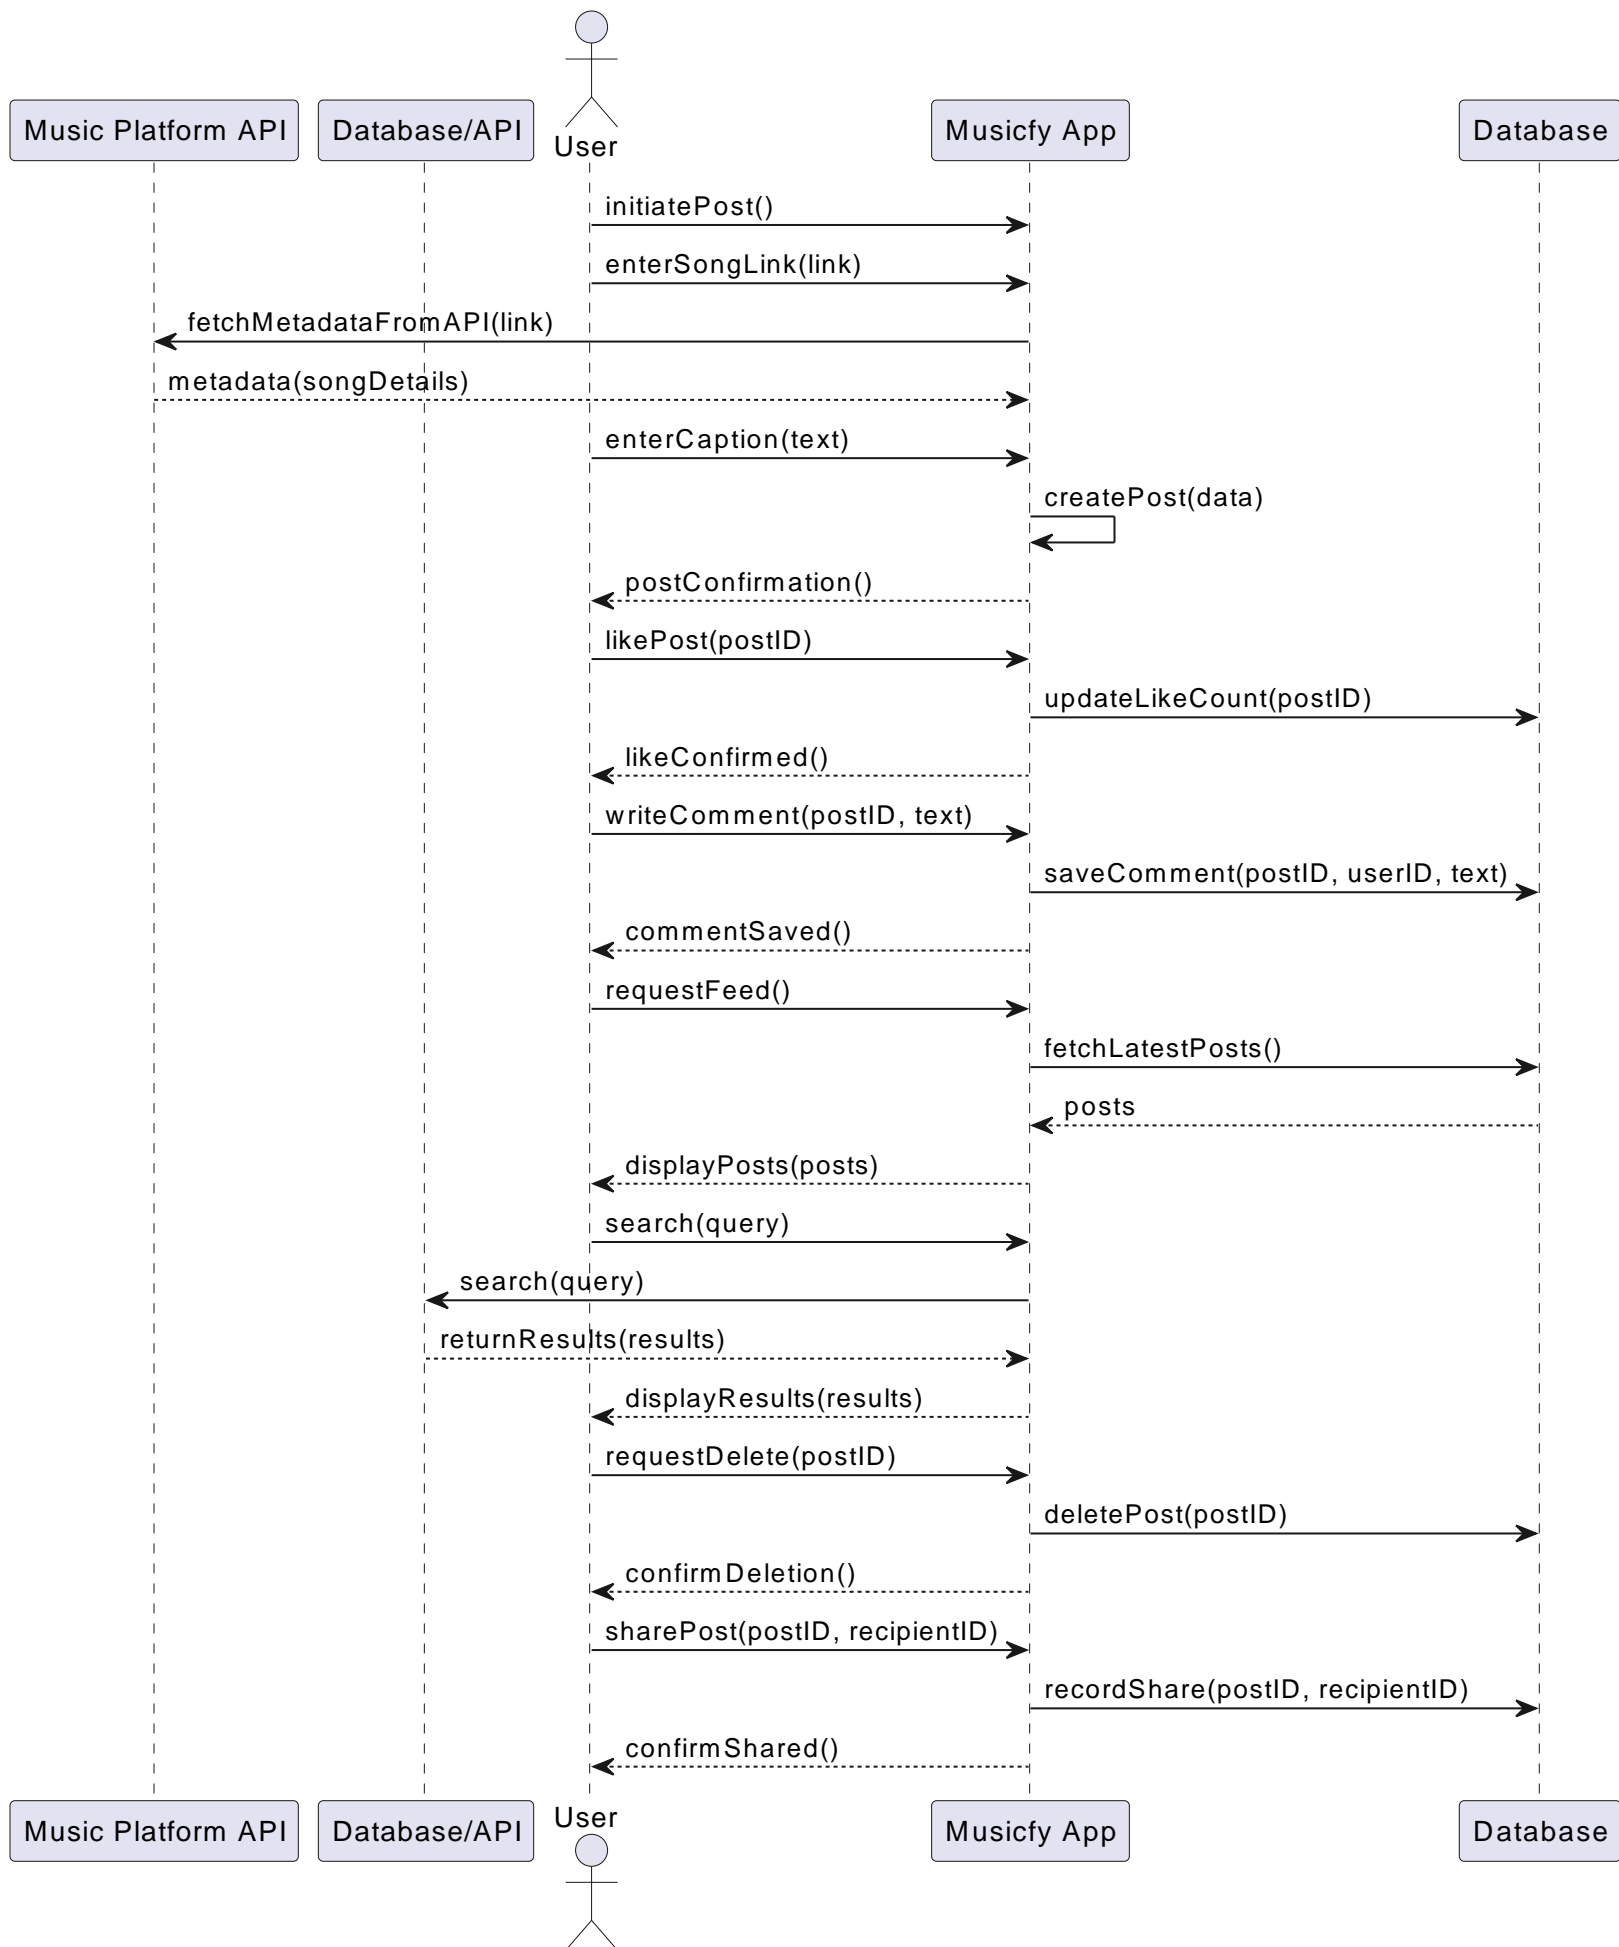 Music Platform API
Database/API
User
Musicfy App
Database
initiatePost()
enterSongLink(link)
fetchMetadataFromAPI(link)
metadata(songDetails)
enterCaption(text)
createPost(data)
postConfirmation()
likePost(postID)
updateLikeCount(postID)
likeConfirmed()
writeComment(postID, text)
saveComment(postID, userID, text)
commentSaved()
requestFeed()
fetchLatestPosts()
posts
displayPosts(posts)
search(query)
search(query)
returnResults(results)
displayResults(results)
requestDelete(postID)
deletePost(postID)
confirmDeletion()
sharePost(postID, recipientID)
recordShare(postID, recipientID)
confirmShared()
Music Platform API
Database/API
User
Musicfy App
Database